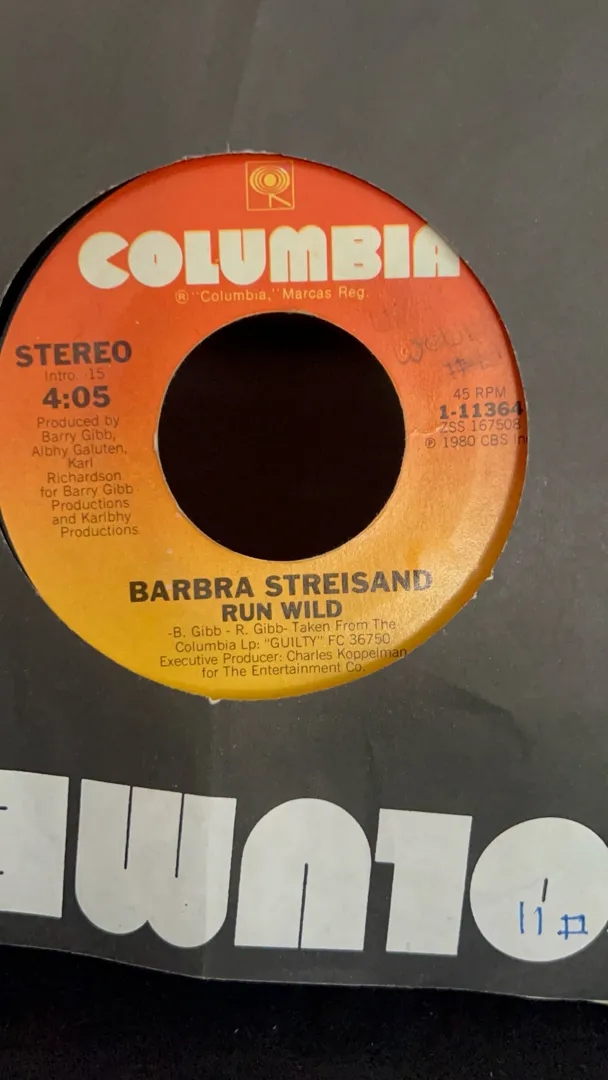 COLUMBIA
® "Columbia," Marcas Reg.
STEREO
Intro. :15
4:05
Produced by
Barry Gibb,
Albhy Galuten,
Karl
Richardson
for Barry Gibb
Productions
and Karlbhy
Productions
45 RPM
1-11364
ZSS 167508
℗ 1980 CBS
BARBRA STREISAND
RUN WILD
-B. Gibb - R. Gibb- Taken From The
Columbia Lp: "GUILTY" FC 36750
Executive Producer: Charles Koppelman
for The Entertainment Co.